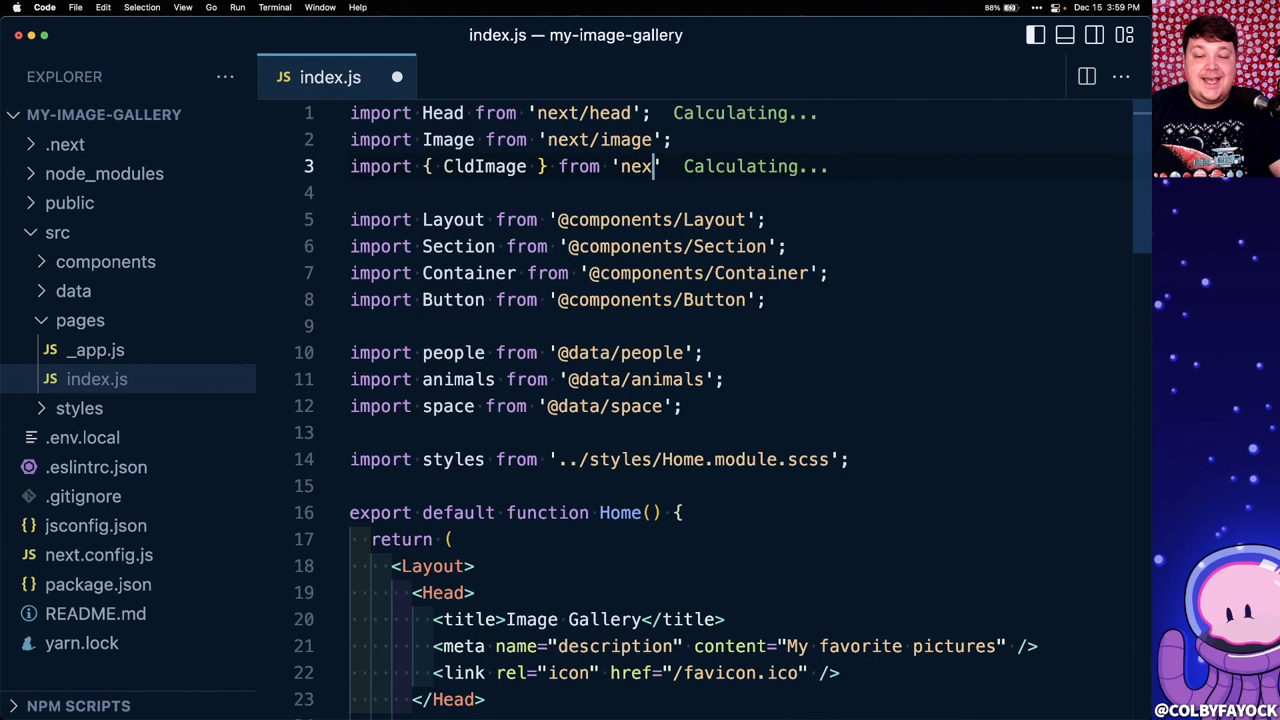 Code File Edit Selection View Go Run Terminal Window Help 88% Dec 15 3:59 PM
index.js — my-image-gallery
EXPLORER
JS index.js
MY-IMAGE-GALLERY
.next
node_modules
public
src
components
data
pages
JS _app.js
JS index.js
styles
.env.local
.eslintrc.json
.gitignore
{} jsconfig.json
JS next.config.js
{} package.json
README.md
yarn.lock
NPM SCRIPTS
1 import Head from 'next/head'; Calculating...
2 import Image from 'next/image';
3 import { CldImage } from 'nex' Calculating...
4
5 import Layout from '@components/Layout';
6 import Section from '@components/Section';
7 import Container from '@components/Container';
8 import Button from '@components/Button';
9
10 import people from '@data/people';
11 import animals from '@data/animals';
12 import space from '@data/space';
13
14 import styles from '../styles/Home.module.scss';
15
16 export default function Home() {
17 return (
18 <Layout>
19 <Head>
20 <title>Image Gallery</title>
21 <meta name="description" content="My favorite pictures" />
22 <link rel="icon" href="/favicon.ico" />
23 </Head>
@COLBYFAYOCK